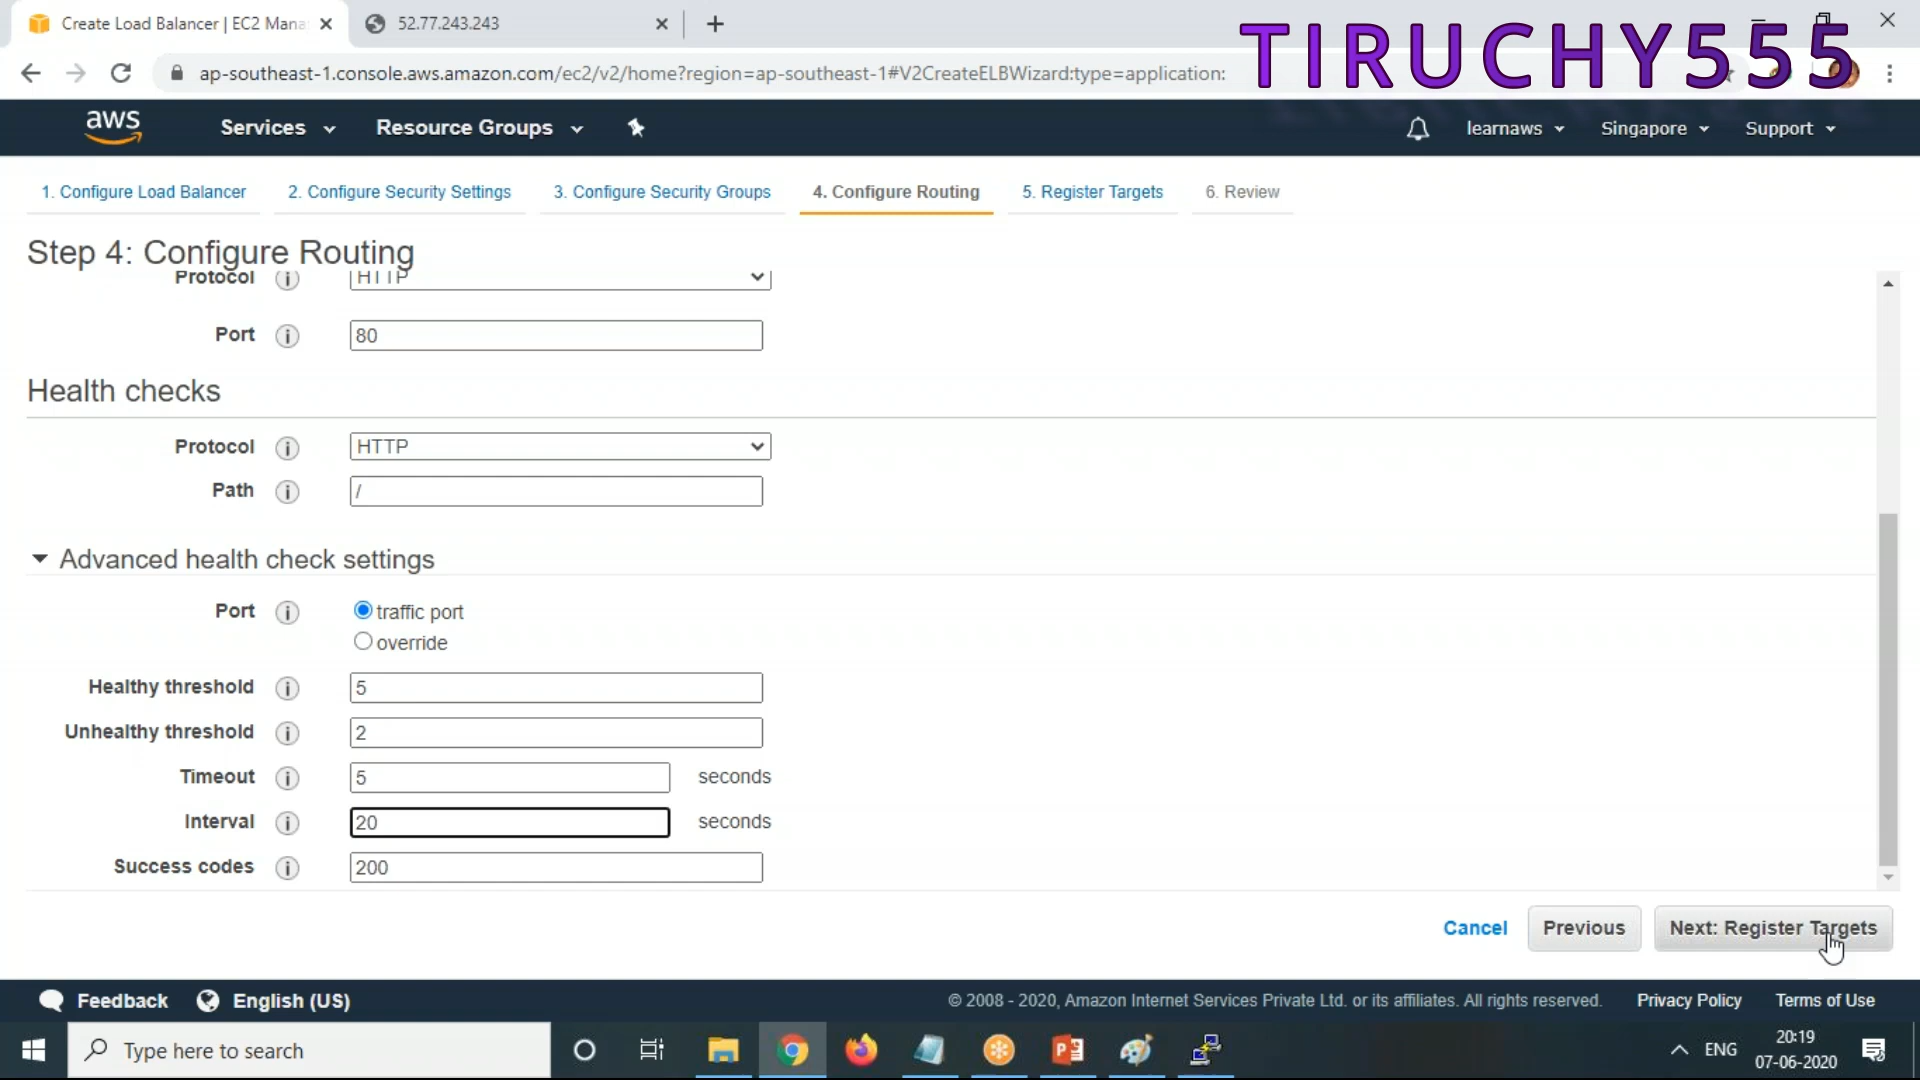 Create Load Balancer | EC2 Mana
52.77.243.243
TIRUCHY555
ap-southeast-1.console.aws.amazon.com/ec2/v2/home?region=ap-southeast-1#V2CreateELBWizard:type=application:
aws
Services
Resource Groups
learnaws
Singapore
Support
1. Configure Load Balancer
2. Configure Security Settings
3. Configure Security Groups
4. Configure Routing
5. Register Targets
6. Review
Step 4: Configure Routing
Protocol HTTP
Port 80
Health checks
Protocol HTTP
Path /
Advanced health check settings
Port traffic port
override
Healthy threshold 5
Unhealthy threshold 2
Timeout 5 seconds
Interval 20 seconds
Success codes 200
Cancel Previous Next: Register Targets
Feedback English (US) © 2008 - 2020, Amazon Internet Services Private Ltd. or its affiliates. All rights reserved. Privacy Policy Terms of Use
Type here to search
ENG
20:19
07-06-2020